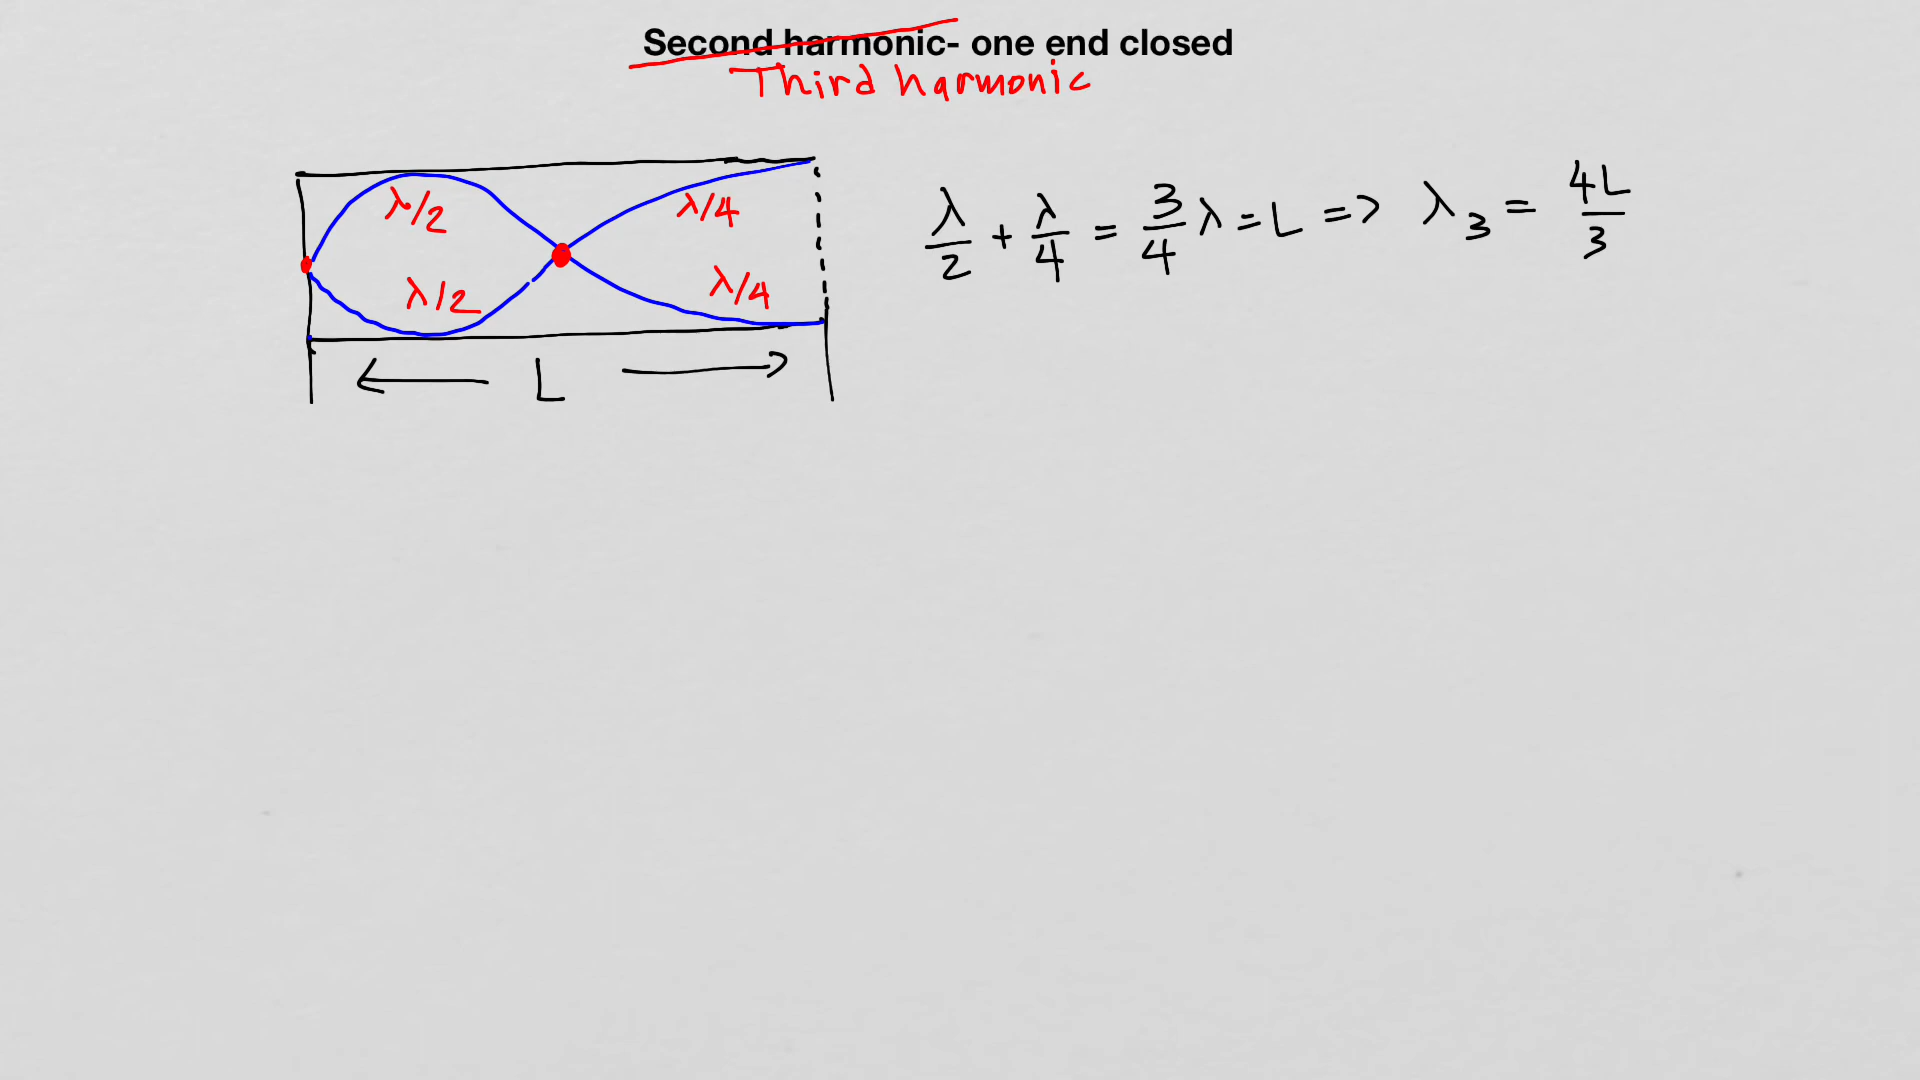 Second harmonic- one end closed
Third harmonic
λ/2 λ/4
λ/2 λ/4
L
λ/2 + λ/4 = 3/4 λ = L => λ₃ = 4L/3